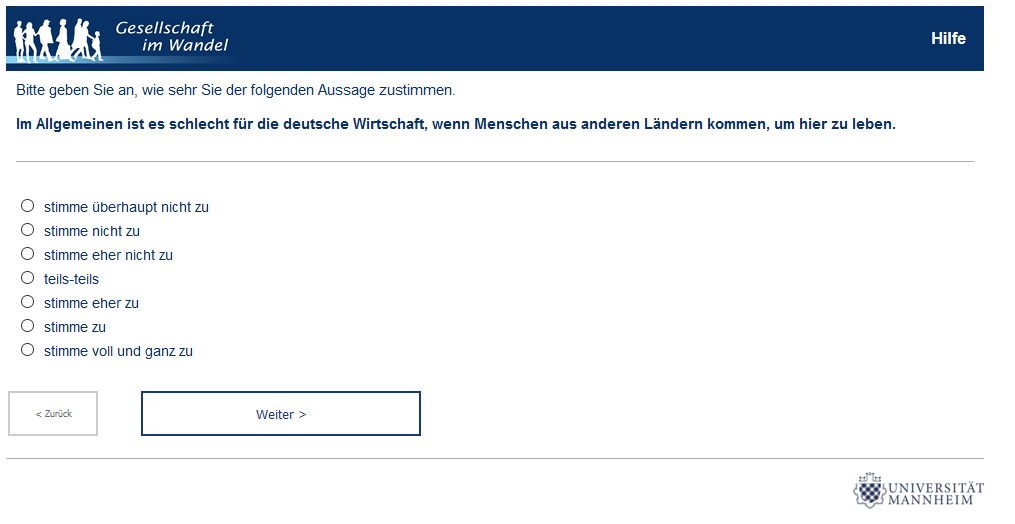 Gesellschaft
im Wandel
Hilfe
Bitte geben Sie an, wie sehr Sie der folgenden Aussage zustimmen.
Im Allgemeinen ist es schlecht für die deutsche Wirtschaft, wenn Menschen aus anderen Ländern kommen, um hier zu leben.
stimme überhaupt nicht zu
stimme nicht zu
stimme eher nicht zu
teils-teils
stimme eher zu
stimme zu
stimme voll und ganz zu
< Zurück
Weiter >
UNIVERSITÄT
MANNHEIM